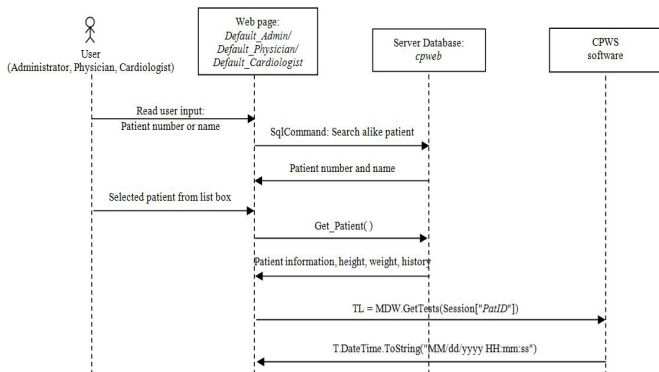 Web page:
Default_Admin/
Default_Physician/
Default_Cardiologist
Server Database:
cpweb
CPWS
software
User
(Administrator, Physician, Cardiologist)
Read user input:
Patient number or name
SqlCommand: Search alike patient
Patient number and name
Selected patient from list box
Get_Patient( )
Patient information, height, weight, history
TL = MDW.GetTests(Session["PatID"])
T.DateTime.ToString("MM/dd/yyyy HH:mm:ss")